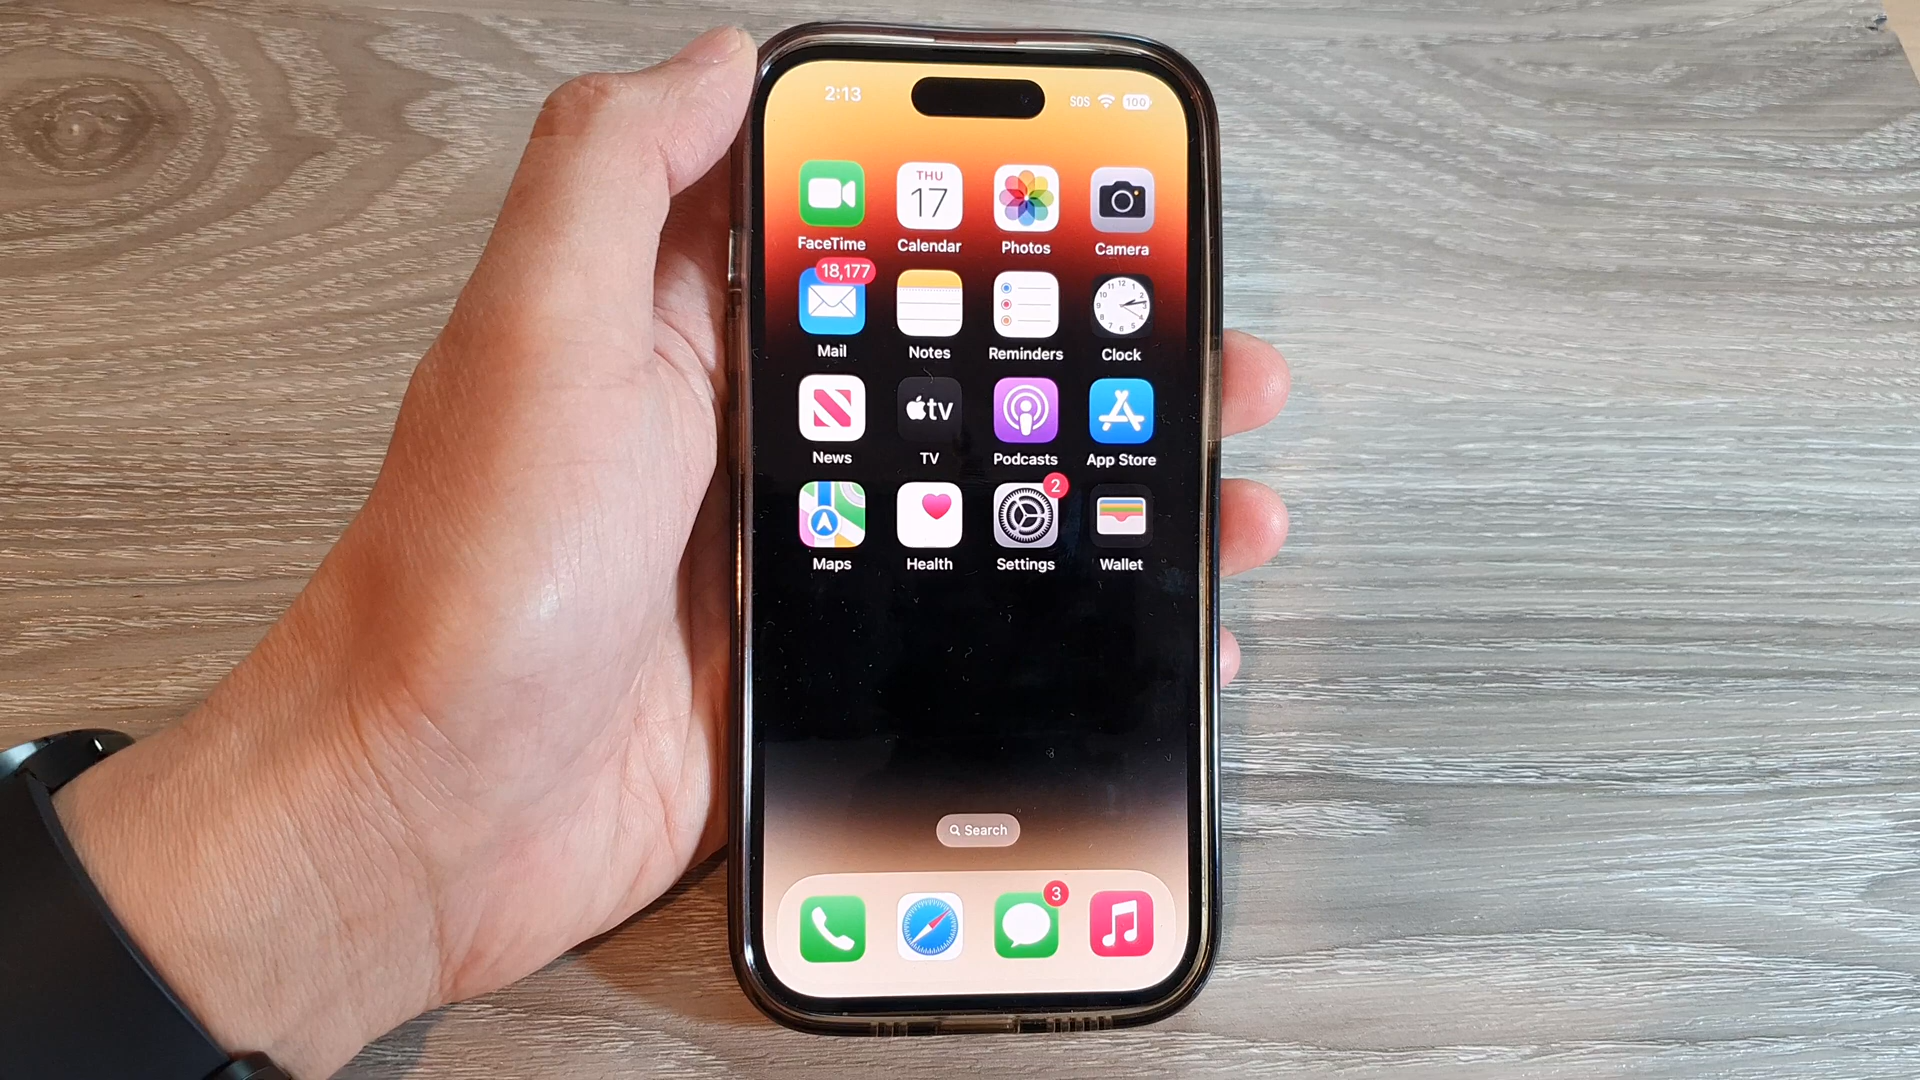 2:13 SOS 100
THU
17
FaceTime Calendar Photos Camera
18,177
Mail Notes Reminders Clock
tv
News TV Podcasts App Store
2
Maps Health Settings Wallet
Search
3